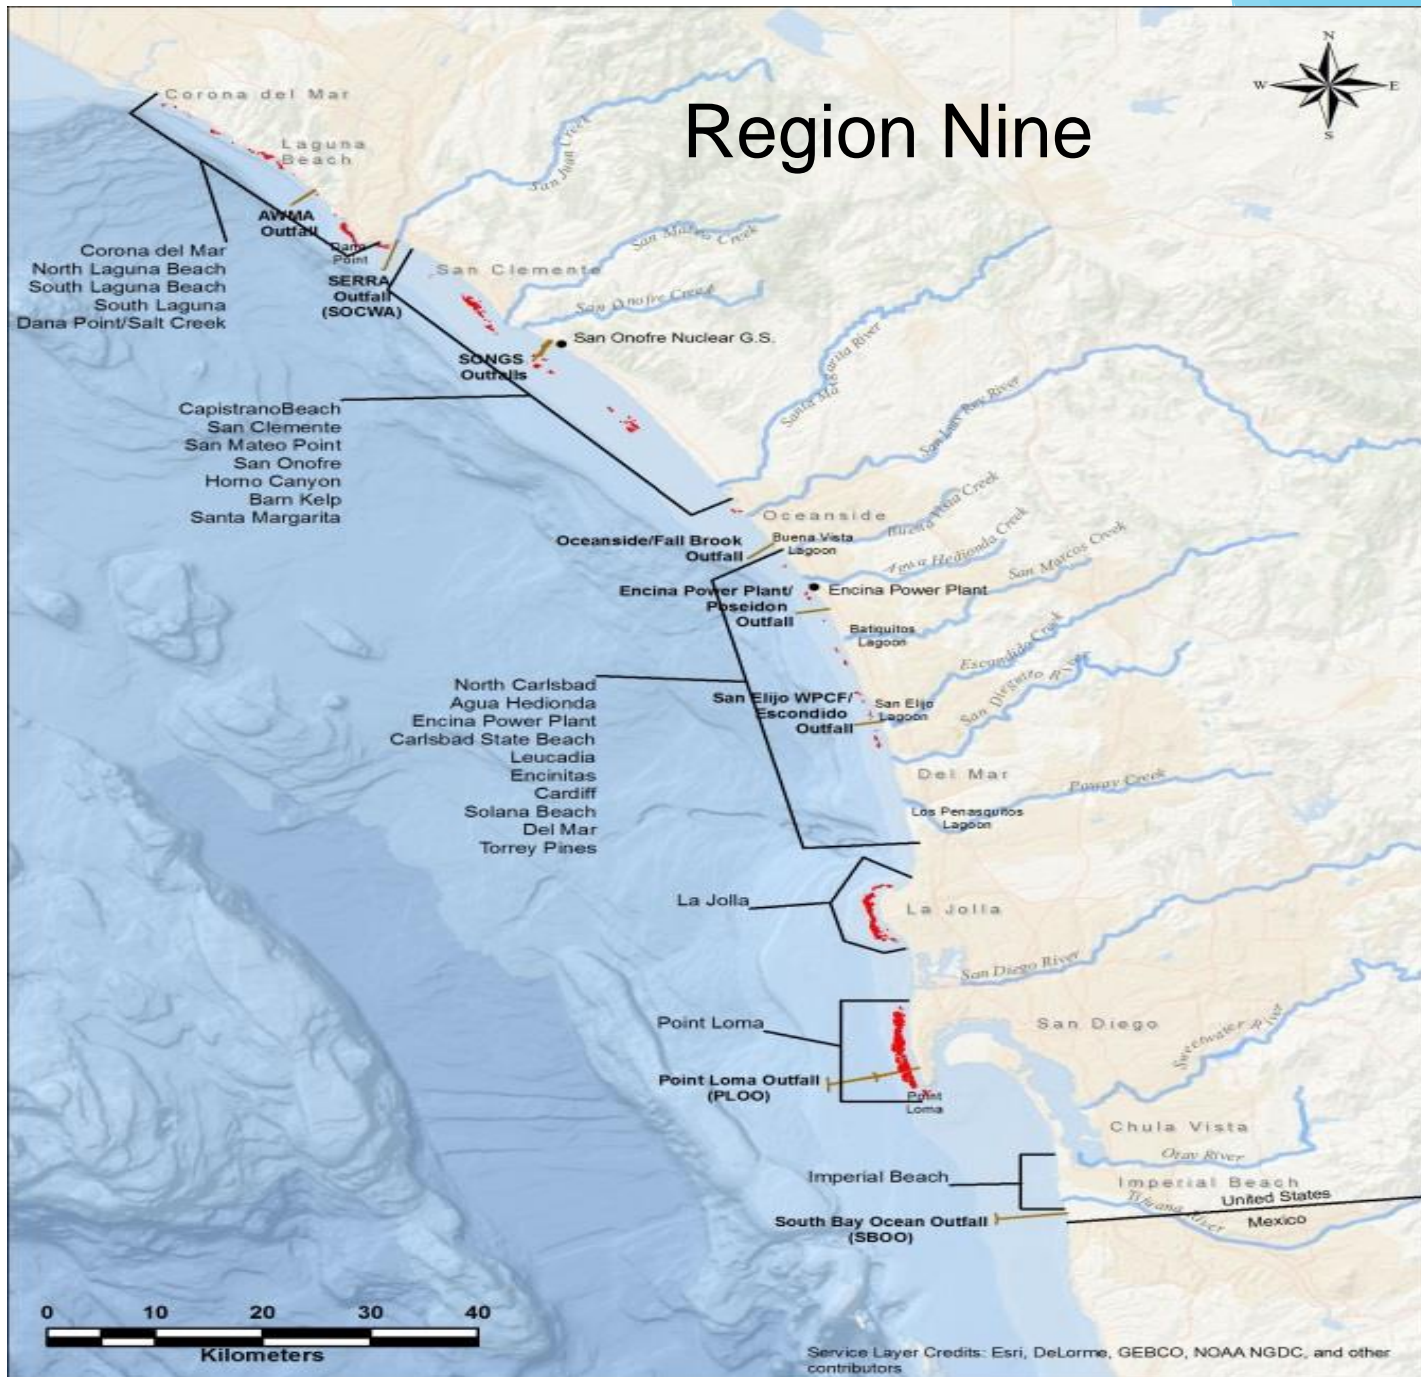 Region Nine
N
W
E
S
Corona del Mar
Laguna
Beach
San Juan Creek
AWMA
Outfall
Dana
Point
Corona del Mar
North Laguna Beach
South Laguna Beach
South Laguna
Dana Point/Salt Creek
SERRA
Outfall
(SOCWA)
San Clemente
San Mateo Creek
San Onofre Creek
San Onofre Nuclear G.S.
SONGS
Outfalls
Santa Margarita River
San Luis Rey River
CapistranoBeach
San Clemente
San Mateo Point
San Onofre
Horno Canyon
Barn Kelp
Santa Margarita
Oceanside
Buena Vista Creek
Oceanside/Fall Brook
Outfall
Buena Vista
Lagoon
Agua Hedionda Creek
San Marcos Creek
Encina Power Plant/
Poseidon
Outfall
Encina Power Plant
Batiquitos
Lagoon
Escondido Creek
San Dieguito River
North Carlsbad
Agua Hedionda
Encina Power Plant
Carlsbad State Beach
Leucadia
Encinitas
Cardiff
Solana Beach
Del Mar
Torrey Pines
San Elijo WPCF/
Escondido
Outfall
San Elijo
Lagoon
Del Mar
Poway Creek
Los Penasquitos
Lagoon
La Jolla
La Jolla
San Diego River
Point Loma
San Diego
Sweetwater River
Point Loma Outfall
(PLOO)
Point
Loma
Chula Vista
Otay River
Imperial Beach
Imperial Beach
Tijuana River
United States
Mexico
South Bay Ocean Outfall
(SBOO)
0 10 20 30 40
Kilometers
Service Layer Credits: Esri, DeLorme, GEBCO, NOAA NGDC, and other
contributors